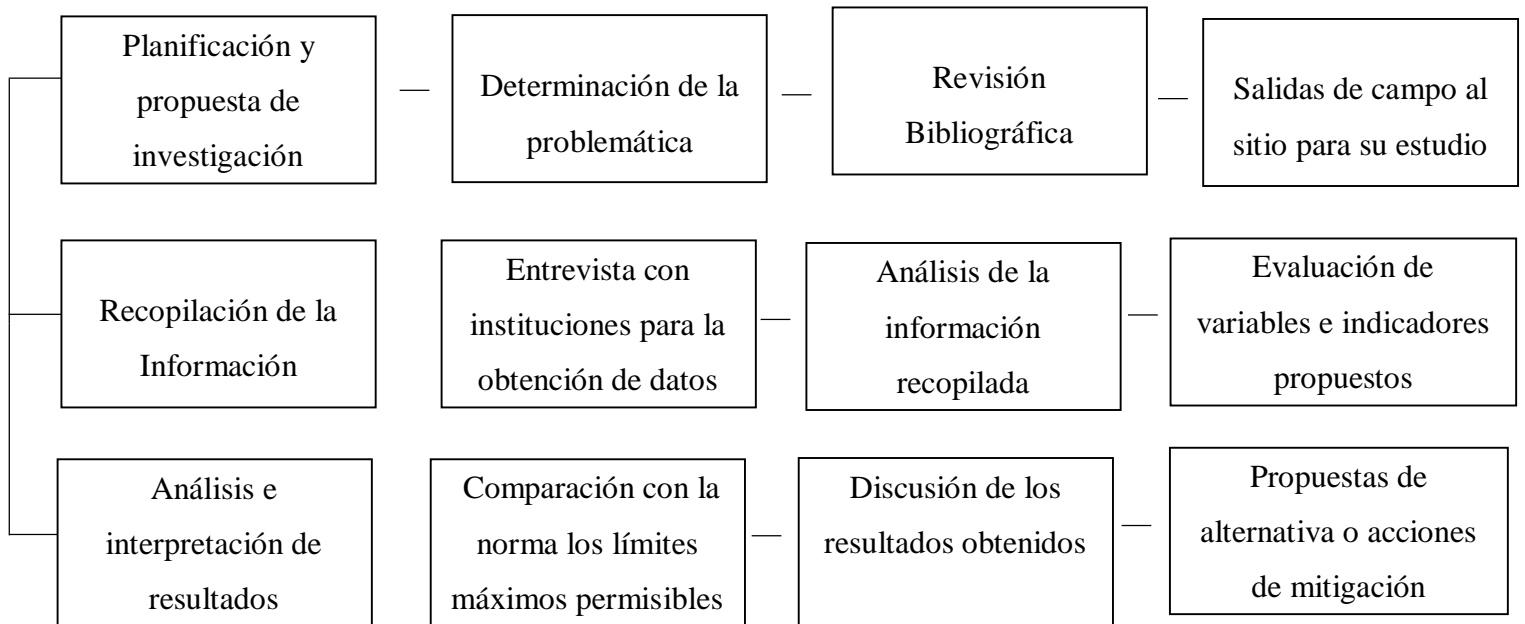 Planificación y
propuesta de
investigación
Determinación de la
problemática
Revisión
Bibliográfica
Salidas de campo al
sitio para su estudio
Recopilación de la
Información
Entrevista con
instituciones para la
obtención de datos
Análisis de la
información
recopilada
Evaluación de
variables e indicadores
propuestos
Análisis e
interpretación de
resultados
Comparación con la
norma los límites
máximos permisibles
Discusión de los
resultados obtenidos
Propuestas de
alternativa o acciones
de mitigación